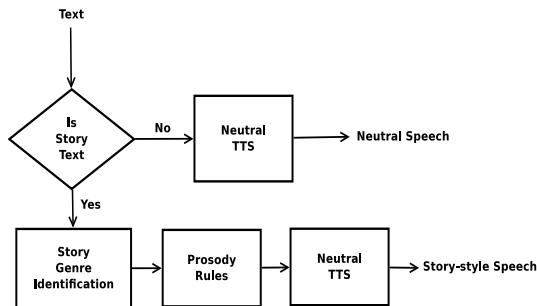 Text
Is
Story
Text
No
Neutral
TTS
Neutral Speech
Yes
Story
Genre
Identification
Prosody
Rules
Neutral
TTS
Story-style Speech